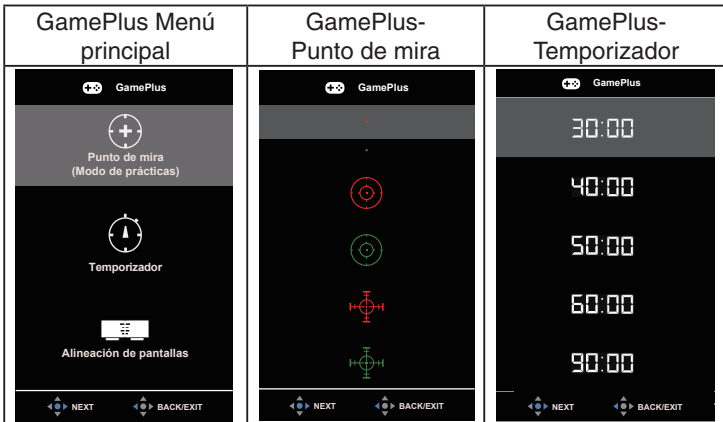 GamePlus Menú
principal
GamePlus-
Punto de mira
GamePlus-
Temporizador
GamePlus
Punto de mira
(Modo de prácticas)
Temporizador
Alineación de pantallas
NEXT
BACK/EXIT
GamePlus
NEXT
BACK/EXIT
GamePlus
30:00
40:00
50:00
60:00
90:00
NEXT
BACK/EXIT